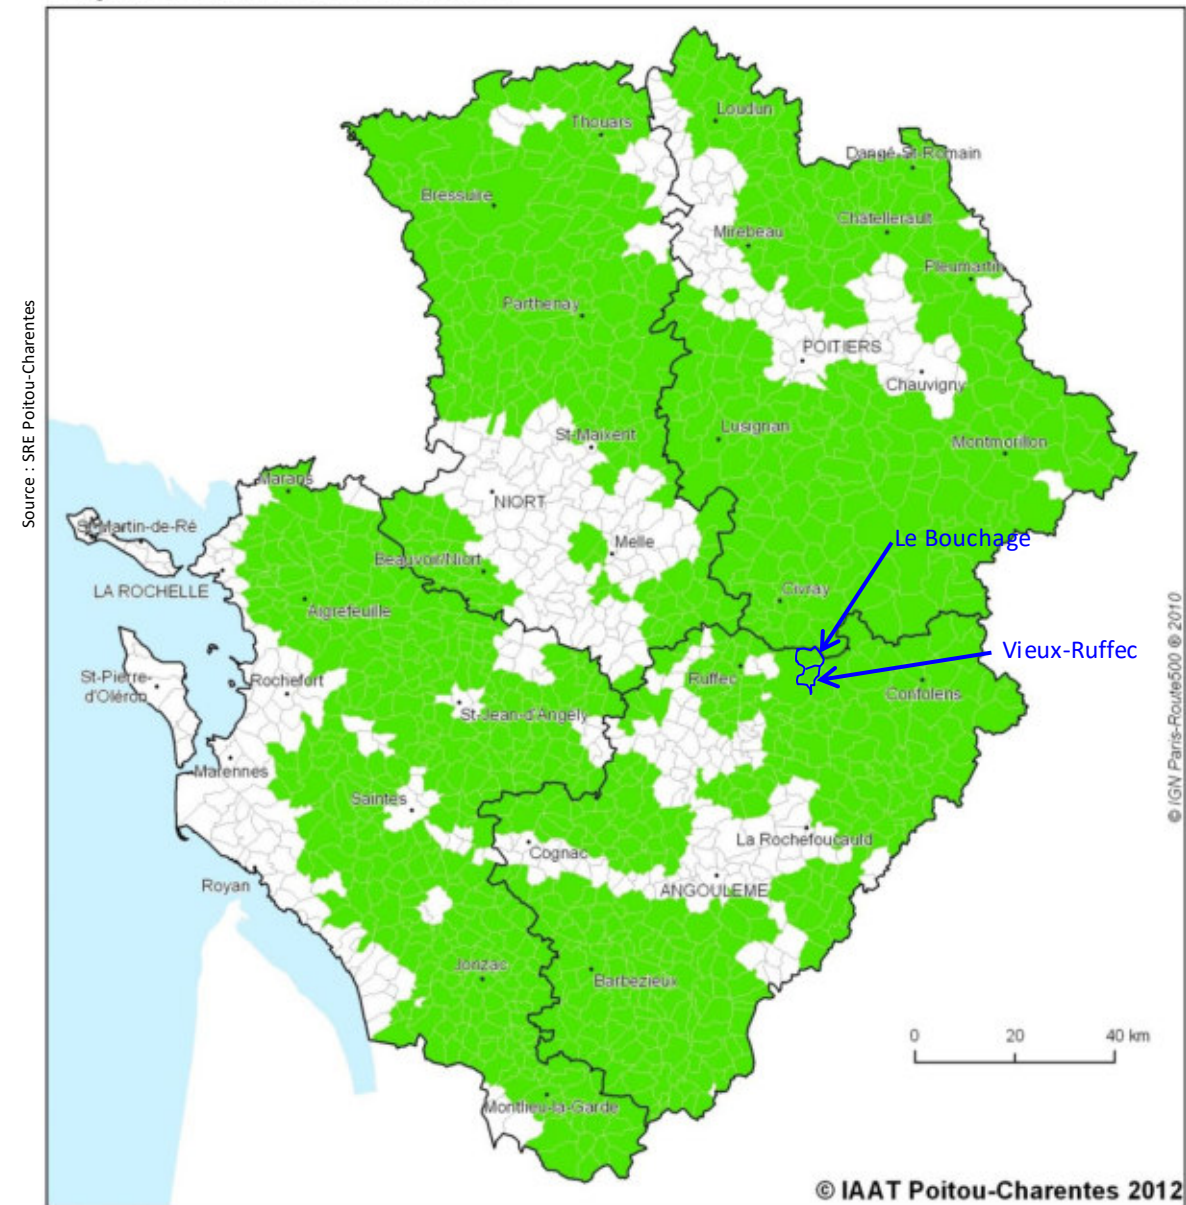 Loudun
Thouars
Dangé-St-Romain
Bressuire
Châtellerault
Mirebeau
Pleumartin
Parthenay
POITIERS
Chauvigny
Lusignan
St-Maixent
Montmorillon
Marans
NIORT
St-Martin-de-Ré
Le Bouchage
Melle
Beauvoir/Niort
LA ROCHELLE
Civray
Aigrefeuille
Vieux-Ruffec
St-Pierre-
d'Oléron
Rochefort
Ruffec
Confolens
St-Jean-d'Angely
Marennes
Saintes
La Rochefoucauld
Cognac
Royan
ANGOULEME
Jonzac
Barbezieux
0 20 40 km
Montlieu-la-Garde
Source : SRE Poitou-Charentes
© IGN Paris-Route500 ® 2010
© IAAT Poitou-Charentes 2012